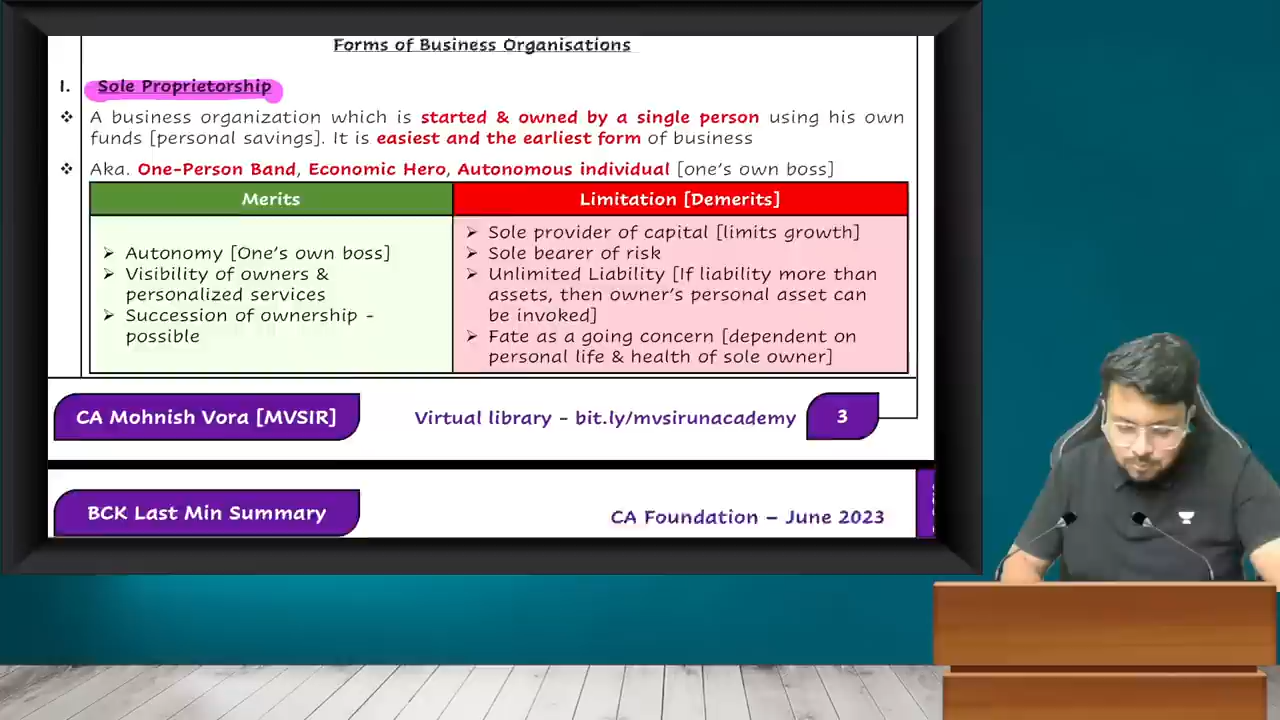 Forms of Business Organisations
I. Sole Proprietorship
❖ A business organization which is started & owned by a single person using his own
funds [personal savings]. It is easiest and the earliest form of business
❖ Aka. One-Person Band, Economic Hero, Autonomous individual [one's own boss]
Merits
➢ Autonomy [One's own boss]
➢ Visibility of owners &
personalized services
➢ Succession of ownership -
possible
Limitation [Demerits]
➢ Sole provider of capital [limits growth]
➢ Sole bearer of risk
➢ Unlimited Liability [If liability more than
assets, then owner's personal asset can
be invoked]
➢ Fate as a going concern [dependent on
personal life & health of sole owner]
CA Mohnish Vora [MVSIR]
Virtual library - bit.ly/mvsirunacademy
3
BCK Last Min Summary
CA Foundation – June 2023